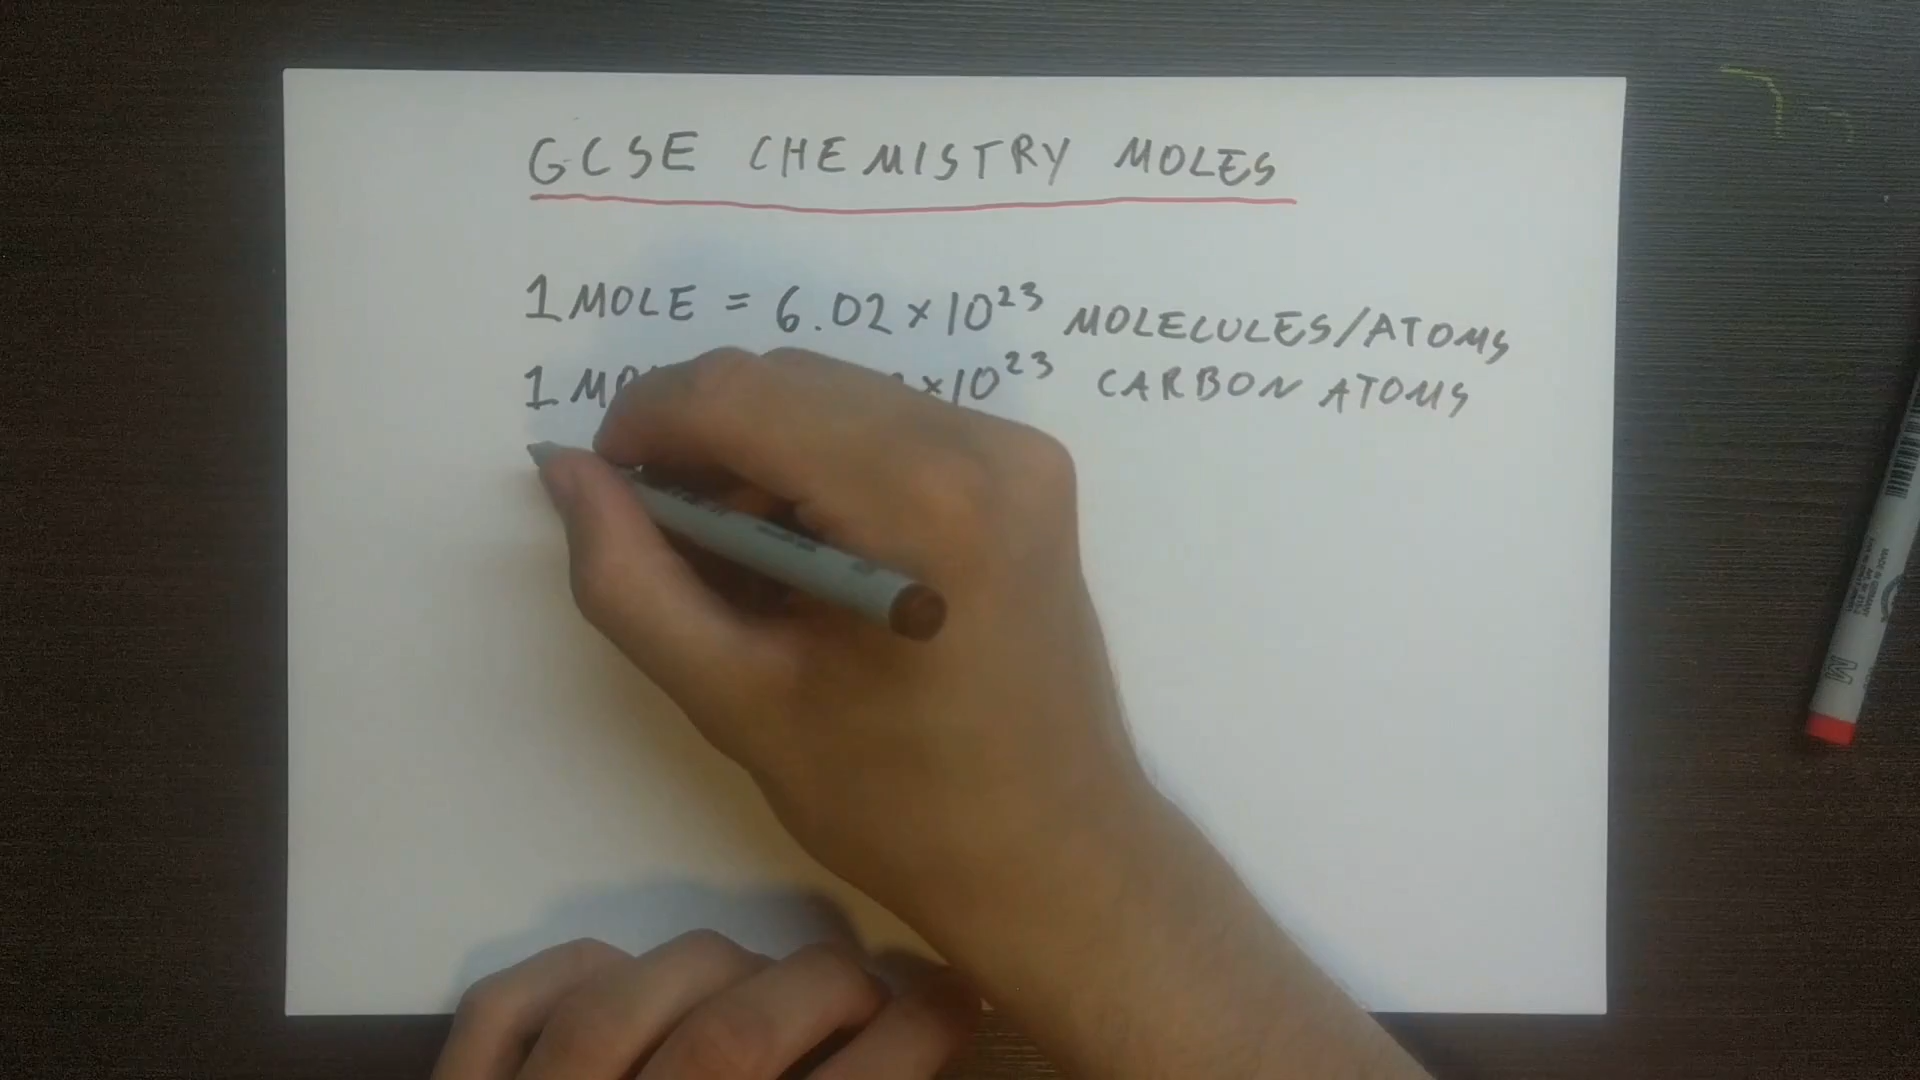 GCSE CHEMISTRY MOLES
1 MOLE = 6.02 × 10²³ MOLECULES/ATOMS
1 × 10²³ CARBON ATOMS
M